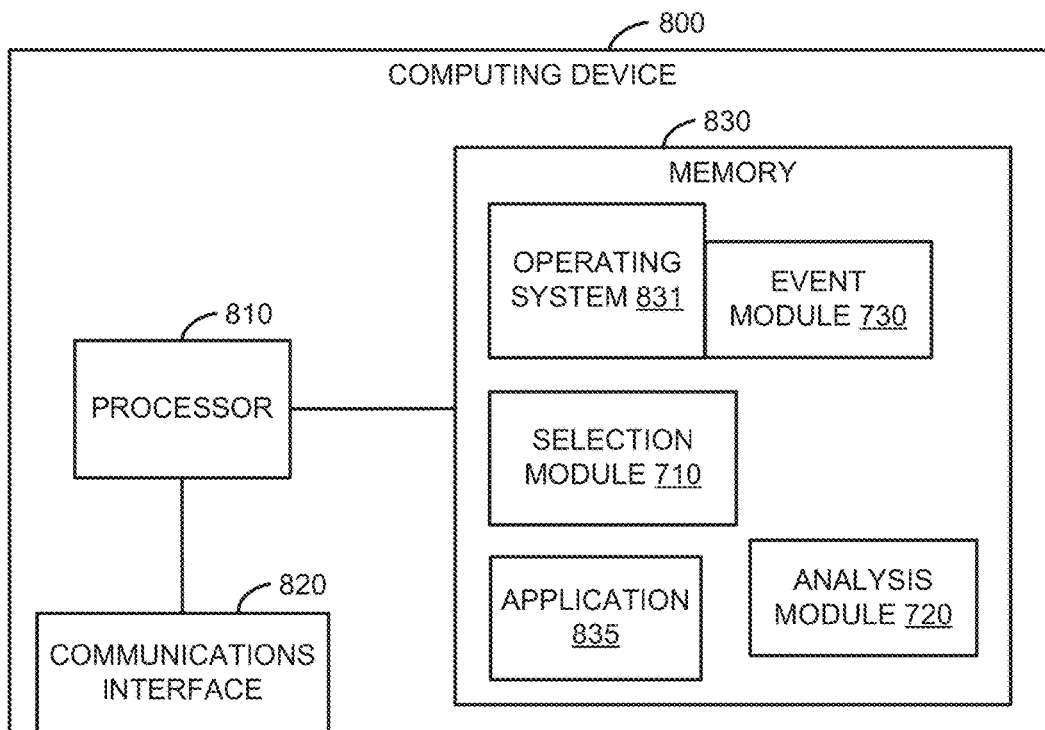 800
COMPUTING DEVICE
830
MEMORY
OPERATING
SYSTEM 831
EVENT
MODULE 730
810
PROCESSOR
SELECTION
MODULE 710
820
COMMUNICATIONS
INTERFACE
APPLICATION
835
ANALYSIS
MODULE 720